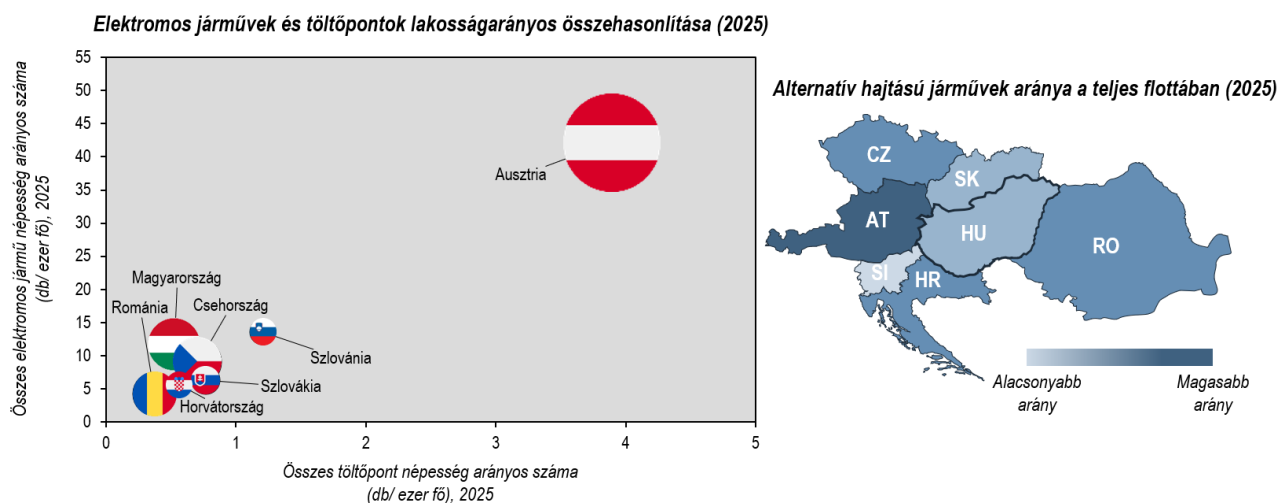 Elektromos járművek és töltőpontok lakosságarányos összehasonlítása (2025)
Összes elektromos jármű népesség arányos száma
(db/ ezer fő), 2025
55
50
45
40
35
30
25
20
15
10
5
0
Ausztria
Magyarország
Románia
Csehország
Szlovánia
Szlovákia
Horvátország
0
1
2
3
4
5
Összes töltőpont népesség arányos száma
(db/ ezer fő), 2025
Alternatív hajtású járművek aránya a teljes flottában (2025)
CZ
SK
AT
HU
RO
SI
HR
Alacsonyabb
arány
Magasabb
arány